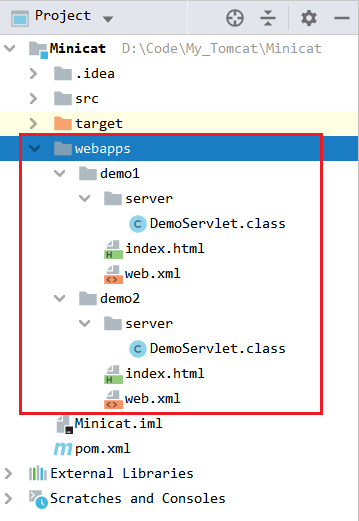 Project
Minicat D:\Code\My_Tomcat\Minicat
.idea
src
target
webapps
demo1
server
DemoServlet.class
index.html
web.xml
demo2
server
DemoServlet.class
index.html
web.xml
Minicat.iml
pom.xml
External Libraries
Scratches and Consoles